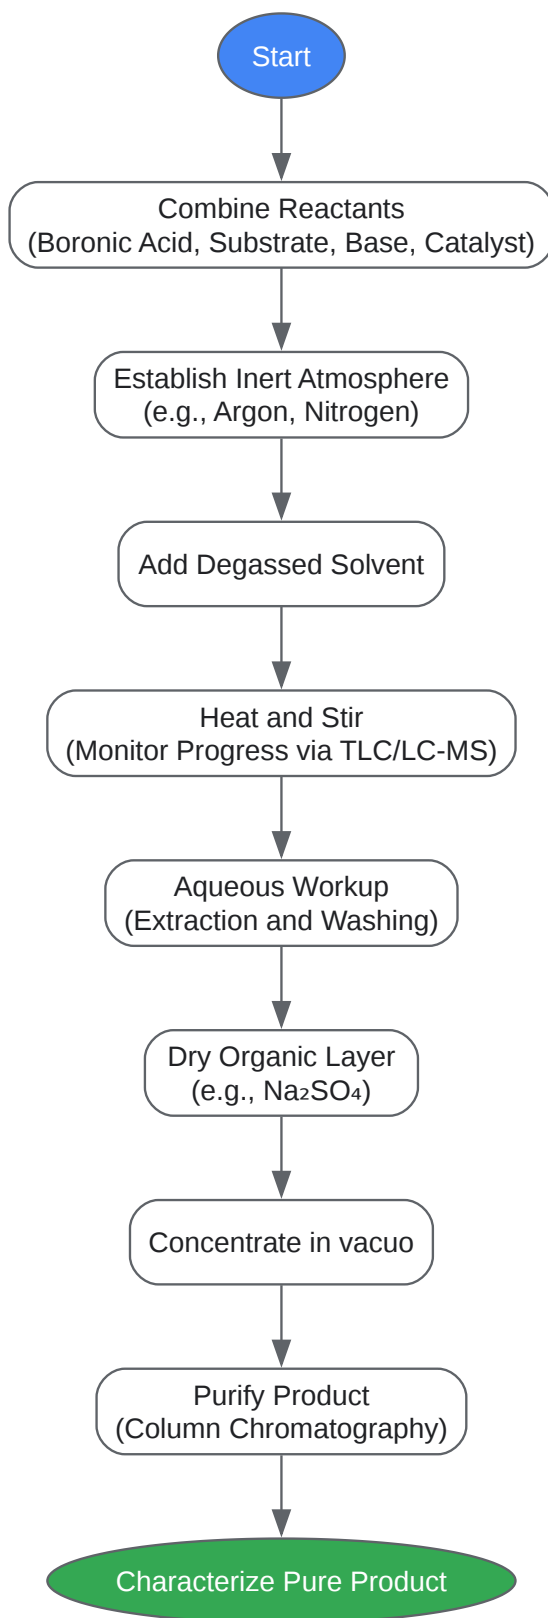 Start
Combine Reactants
(Boronic Acid, Substrate, Base, Catalyst)
Establish Inert Atmosphere
(e.g., Argon, Nitrogen)
Add Degassed Solvent
Heat and Stir
(Monitor Progress via TLC/LC-MS)
Aqueous Workup
(Extraction and Washing)
Dry Organic Layer
(e.g., Na₂SO₄)
Concentrate in vacuo
Purify Product
(Column Chromatography)
Characterize Pure Product